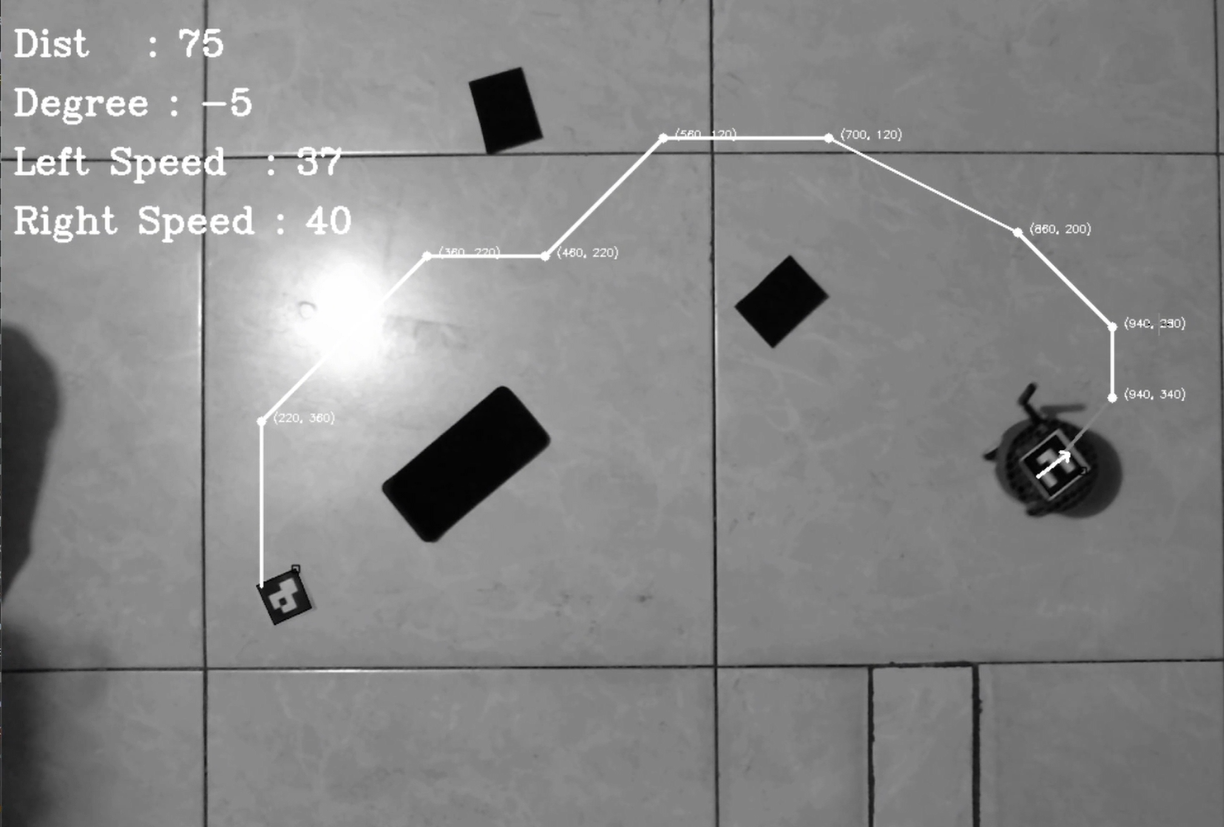 Dist : 75
Degree : -5
Left Speed : 37
Right Speed : 40
(560, 120)
(700, 120)
(860, 200)
(360, 220)
(460, 220)
(940, 280)
(940, 340)
(220, 360)